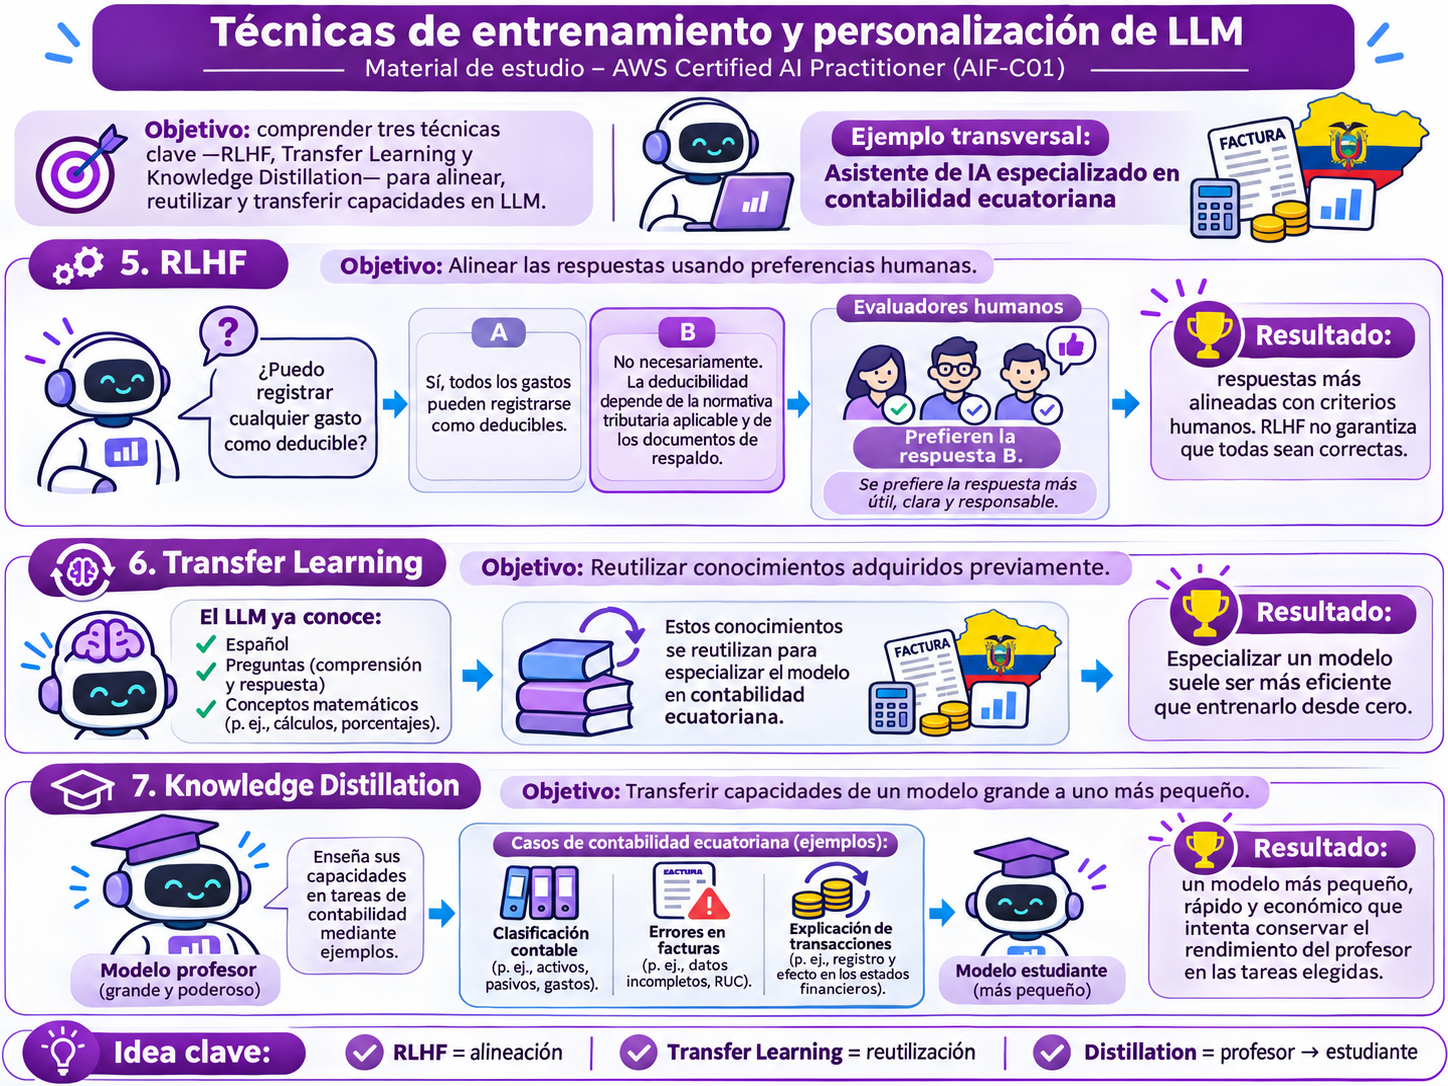 Técnicas de entrenamiento y personalización de LLM
Material de estudio – AWS Certified AI Practitioner (AIF-C01)
Objetivo: comprender tres técnicas
clave —RLHF, Transfer Learning y
Knowledge Distillation— para alinear,
reutilizar y transferir capacidades en LLM.
Ejemplo transversal:
Asistente de IA especializado en
contabilidad ecuatoriana
FACTURA
5. RLHF
Objetivo: Alinear las respuestas usando preferencias humanas.
?
¿Puedo
registrar
cualquier gasto
como deducible?
A
Sí, todos los gastos
pueden registrarse
como deducibles.
B
No necesariamente.
La deducibilidad
depende de la normativa
tributaria aplicable y de
los documentos de
respaldo.
Evaluadores humanos
Prefieren la
respuesta B.
Se prefiere la respuesta más
útil, clara y responsable.
Resultado:
respuestas más
alineadas con criterios
humanos. RLHF no garantiza
que todas sean correctas.
6. Transfer Learning
Objetivo: Reutilizar conocimientos adquiridos previamente.
El LLM ya conoce:
Español
Preguntas (comprensión
y respuesta)
Conceptos matemáticos
(p. ej., cálculos, porcentajes).
Estos conocimientos
se reutilizan para
especializar el modelo
en contabilidad
ecuatoriana.
FACTURA
Resultado:
Especializar un modelo
suele ser más eficiente
que entrenarlo desde cero.
7. Knowledge Distillation
Objetivo: Transferir capacidades de un modelo grande a uno más pequeño.
Modelo profesor
(grande y poderoso)
Enseña sus
capacidades
en tareas de
contabilidad
mediante
ejemplos.
Casos de contabilidad ecuatoriana (ejemplos):
Clasificación
contable
(p. ej., activos,
pasivos, gastos).
FACTURA
!
Errores en
facturas
(p. ej., datos
incompletos, RUC).
Explicación de
transacciones
(p. ej., registro y
efecto en los estados
financieros).
Modelo estudiante
(más pequeño)
Resultado:
un modelo más pequeño,
rápido y económico que
intenta conservar el
rendimiento del profesor
en las tareas elegidas.
Idea clave:
RLHF = alineación
Transfer Learning = reutilización
Distillation = profesor → estudiante